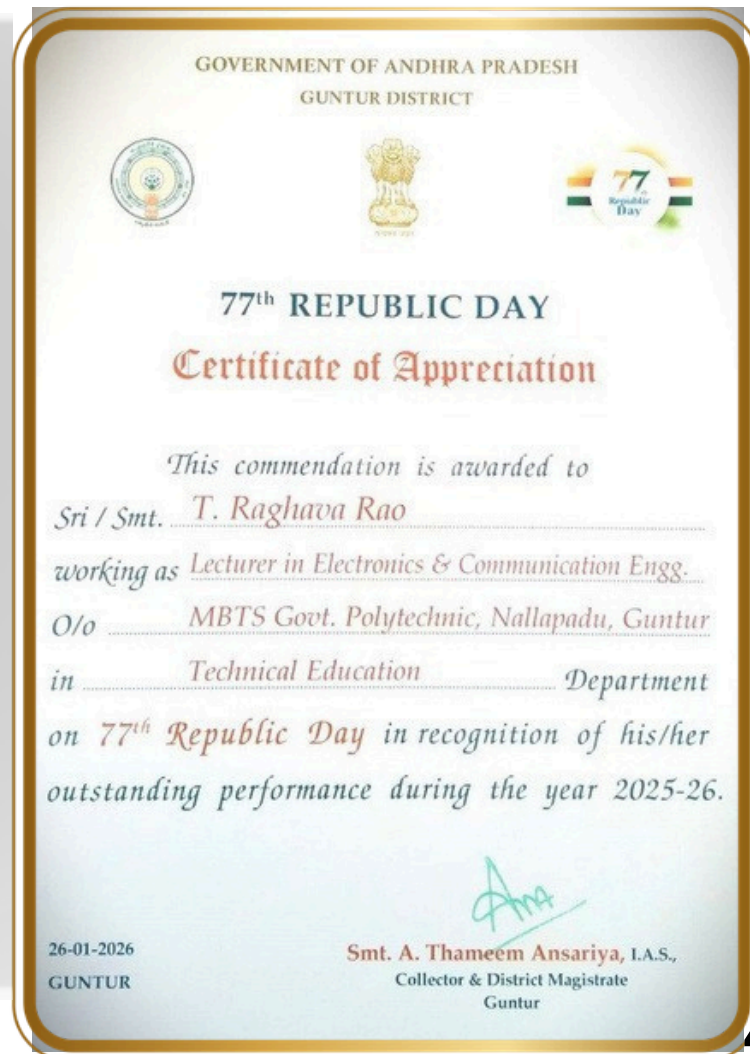 GOVERNMENT OF ANDHRA PRADESH
GUNTUR DISTRICT
77th
Republic
Day
77th REPUBLIC DAY
Certificate of Appreciation
This commendation is awarded to
Sri / Smt. T. Raghava Rao
working as Lecturer in Electronics & Communication Engg.
O/o MBTS Govt. Polytechnic, Nallapadu, Guntur
in Technical Education Department
on 77th Republic Day in recognition of his/her
outstanding performance during the year 2025-26.
26-01-2026
GUNTUR
Smt. A. Thameem Ansariya, I.A.S.,
Collector & District Magistrate
Guntur